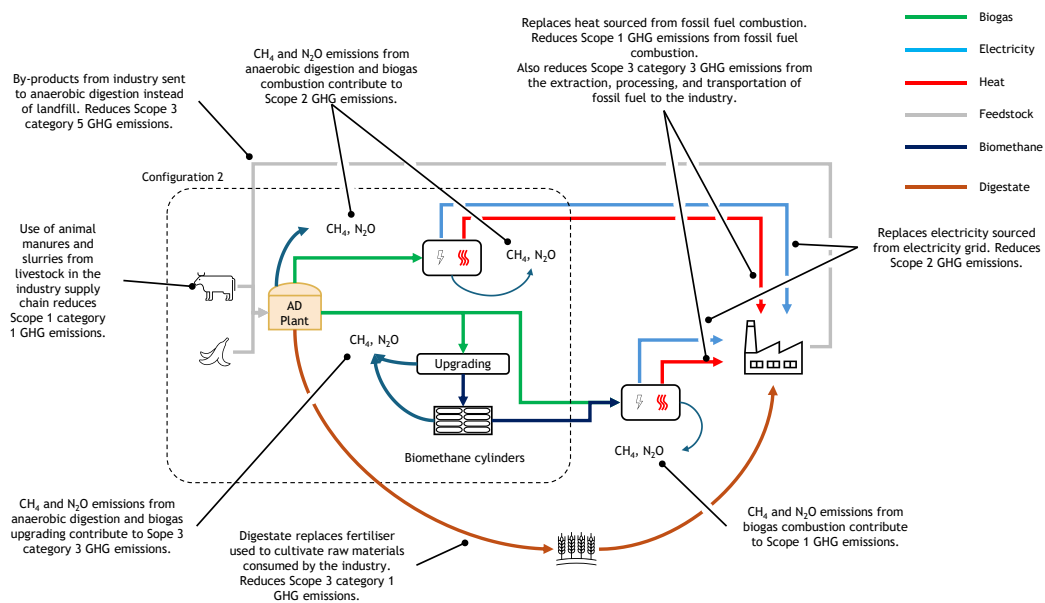 Replaces heat sourced from fossil fuel combustion.
Reduces Scope 1 GHG emissions from fossil fuel
combustion.
Also reduces Scope 3 category 3 GHG emissions from
the extraction, processing, and transportation of
fossil fuel to the industry.
Biogas
Electricity
Heat
Feedstock
Biomethane
Digestate
CH₄ and N₂O emissions from
anaerobic digestion and biogas
combustion contribute to
Scope 2 GHG emissions.
By-products from industry sent
to anaerobic digestion instead
of landfill. Reduces Scope 3
category 5 GHG emissions.
Configuration 2
Use of animal
manures and
slurries from
livestock in the
industry supply
chain reduces
Scope 1 category
1 GHG emissions.
CH₄, N₂O
CH₄, N₂O
Replaces electricity sourced
from electricity grid. Reduces
Scope 2 GHG emissions.
AD
Plant
CH₄, N₂O
Upgrading
Biomethane cylinders
CH₄, N₂O
CH₄ and N₂O emissions from
anaerobic digestion and biogas
upgrading contribute to Sope 3
category 3 GHG emissions.
Digestate replaces fertiliser
used to cultivate raw materials
consumed by the industry.
Reduces Scope 3 category 1
GHG emissions.
CH₄ and N₂O emissions from
biogas combustion contribute
to Scope 1 GHG emissions.